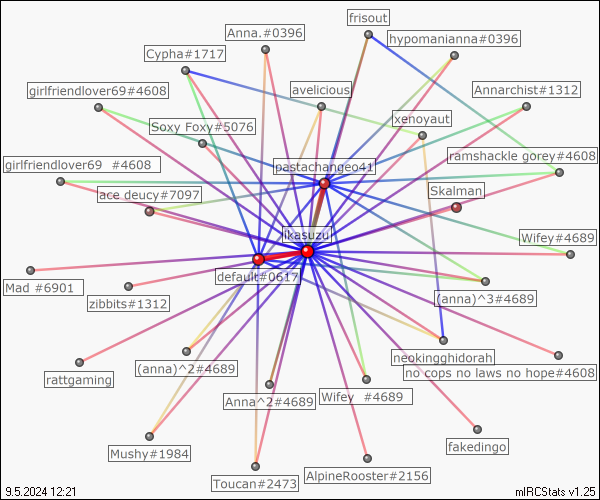 frisout
Anna.#0396
hypomanianna#0396
Cypha#1717
girlfriendlover69#4608
avelicious
Annarchist#1312
xenoyaut
Soxy Foxy#5076
ramshackle gorey#4608
girlfriendlover69 #4608
pastachangeo41
ace deucy#7097
Skalman
ikasuzu
Wifey#4689
default#0617
Mad #6901
zibbits#1312
(anna)^3#4689
neokingghidorah
(anna)^2#4689
rattgaming
no cops no laws no hope#4608
Anna^2#4689
Wifey #4689
fakedingo
Mushy#1984
AlpineRooster#2156
Toucan#2473
9.5.2024 12:21
mIRCStats v1.25